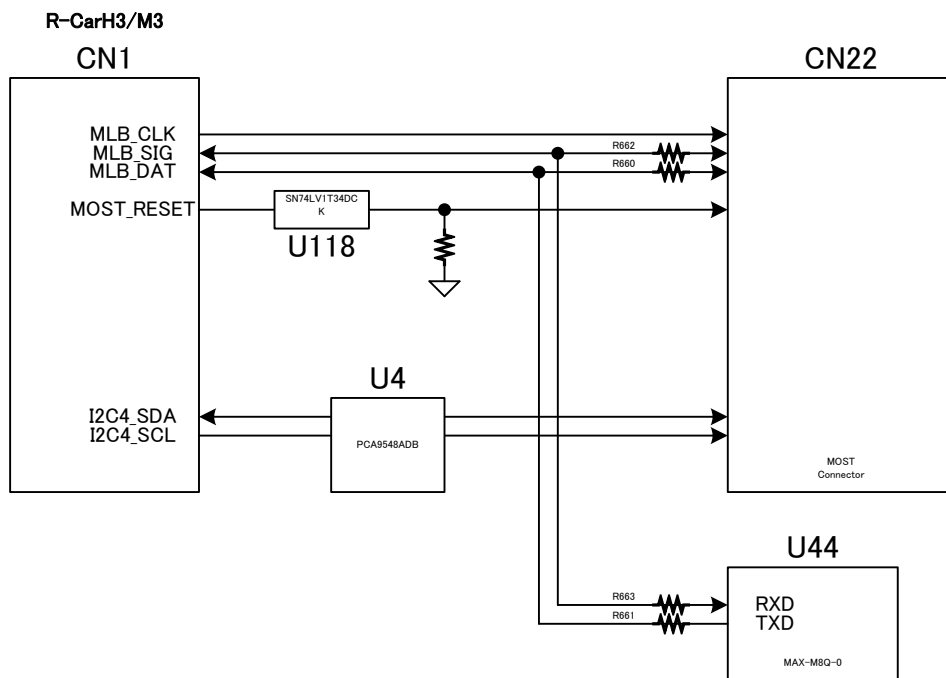 R-CarH3/M3
CN1
CN22
MLB_CLK
MLB_SIG
MLB_DAT
MOST_RESET
R662
R660
SN74LV1T34DC
K
U118
U4
I2C4_SDA
I2C4_SCL
PCA9548ADB
MOST
Connector
U44
R663
R661
RXD
TXD
MAX-M8Q-0